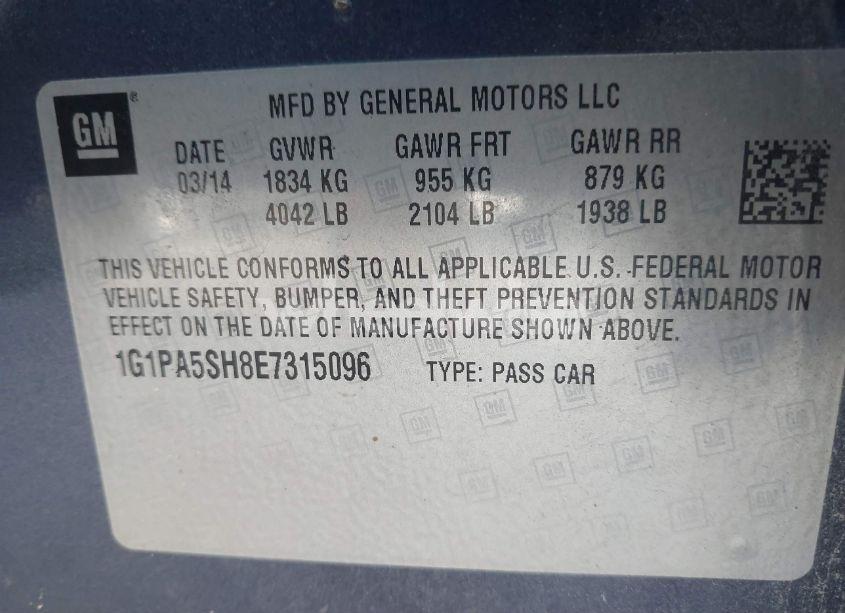 GM ® MFD BY GENERAL MOTORS LLC
DATE GVWR GAWR FRT GAWR RR
03/14 1834 KG 955 KG 879 KG
4042 LB 2104 LB 1938 LB
THIS VEHICLE CONFORMS TO ALL APPLICABLE U.S. FEDERAL MOTOR
VEHICLE SAFETY, BUMPER, AND THEFT PREVENTION STANDARDS IN
EFFECT ON THE DATE OF MANUFACTURE SHOWN ABOVE.
1G1PA5SH8E7315096 TYPE: PASS CAR